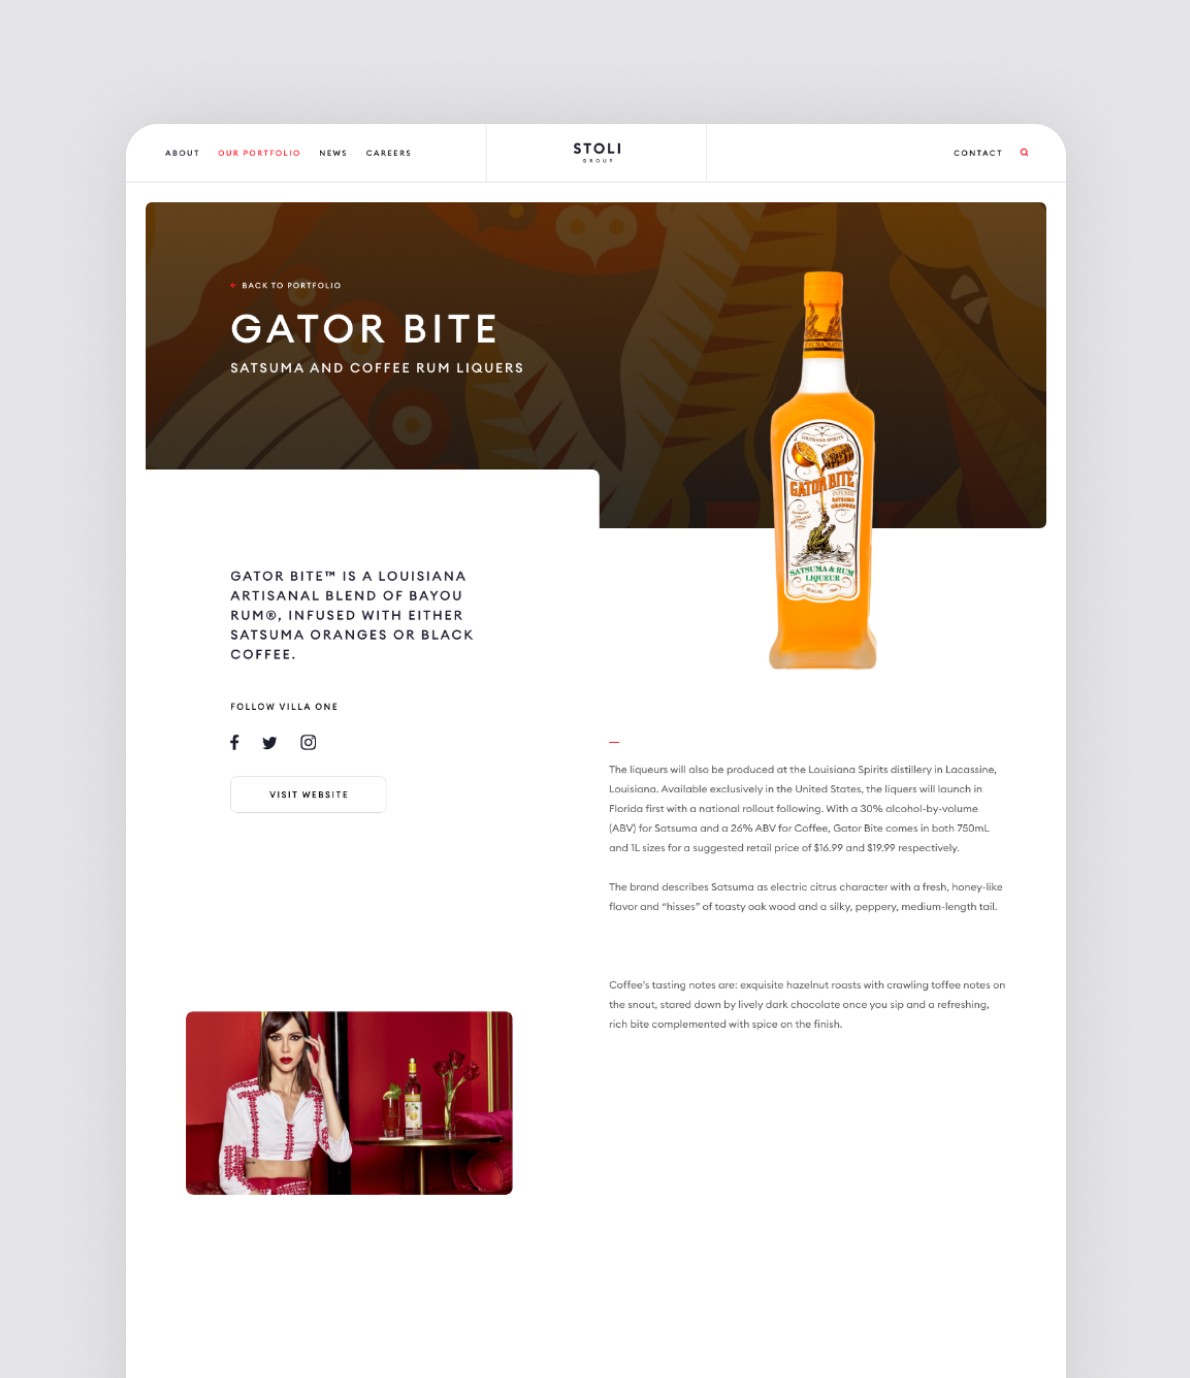 ABOUT
OUR PORTFOLIO
NEWS
CAREERS
STOLI
GROUP
CONTACT
BACK TO PORTFOLIO
GATOR BITE
SATSUMA AND COFFEE RUM LIQUERS
LOUISIANA SPIRITS
GATOR BITE
INFUSED
SATSUMA
ORANGES
SATSUMA & RUM
LIQUEUR
GATOR BITE™ IS A LOUISIANA
ARTISANAL BLEND OF BAYOU
RUM®, INFUSED WITH EITHER
SATSUMA ORANGES OR BLACK
COFFEE.
FOLLOW VILLA ONE
VISIT WEBSITE
The liqueurs will also be produced at the Louisiana Spirits distillery in Lacassine,
Louisiana. Available exclusively in the United States, the liquers will launch in
Florida first with a national rollout following. With a 30% alcohol-by-volume
(ABV) for Satsuma and a 26% ABV for Coffee, Gator Bite comes in both 750mL
and 1L sizes for a suggested retail price of $16.99 and $19.99 respectively.
The brand describes Satsuma as electric citrus character with a fresh, honey-like
flavor and “hisses” of toasty oak wood and a silky, peppery, medium-length tail.
Coffee's tasting notes are: exquisite hazelnut roasts with crawling toffee notes on
the snout, stared down by lively dark chocolate once you sip and a refreshing,
rich bite complemented with spice on the finish.